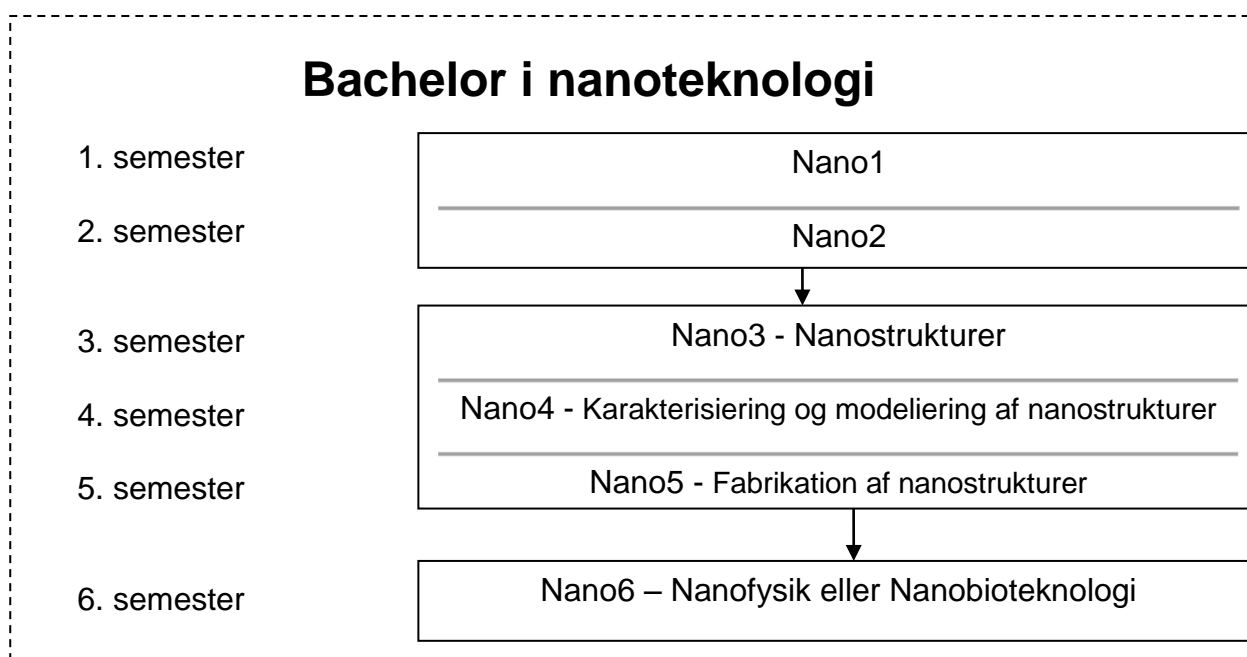 Bachelor i nanoteknologi
1. semester
Nano1
2. semester
Nano2
3. semester
Nano3 - Nanostrukturer
4. semester
Nano4 - Karakterisiering og modeliering af nanostrukturer
5. semester
Nano5 - Fabrikation af nanostrukturer
6. semester
Nano6 – Nanofysik eller Nanobioteknologi